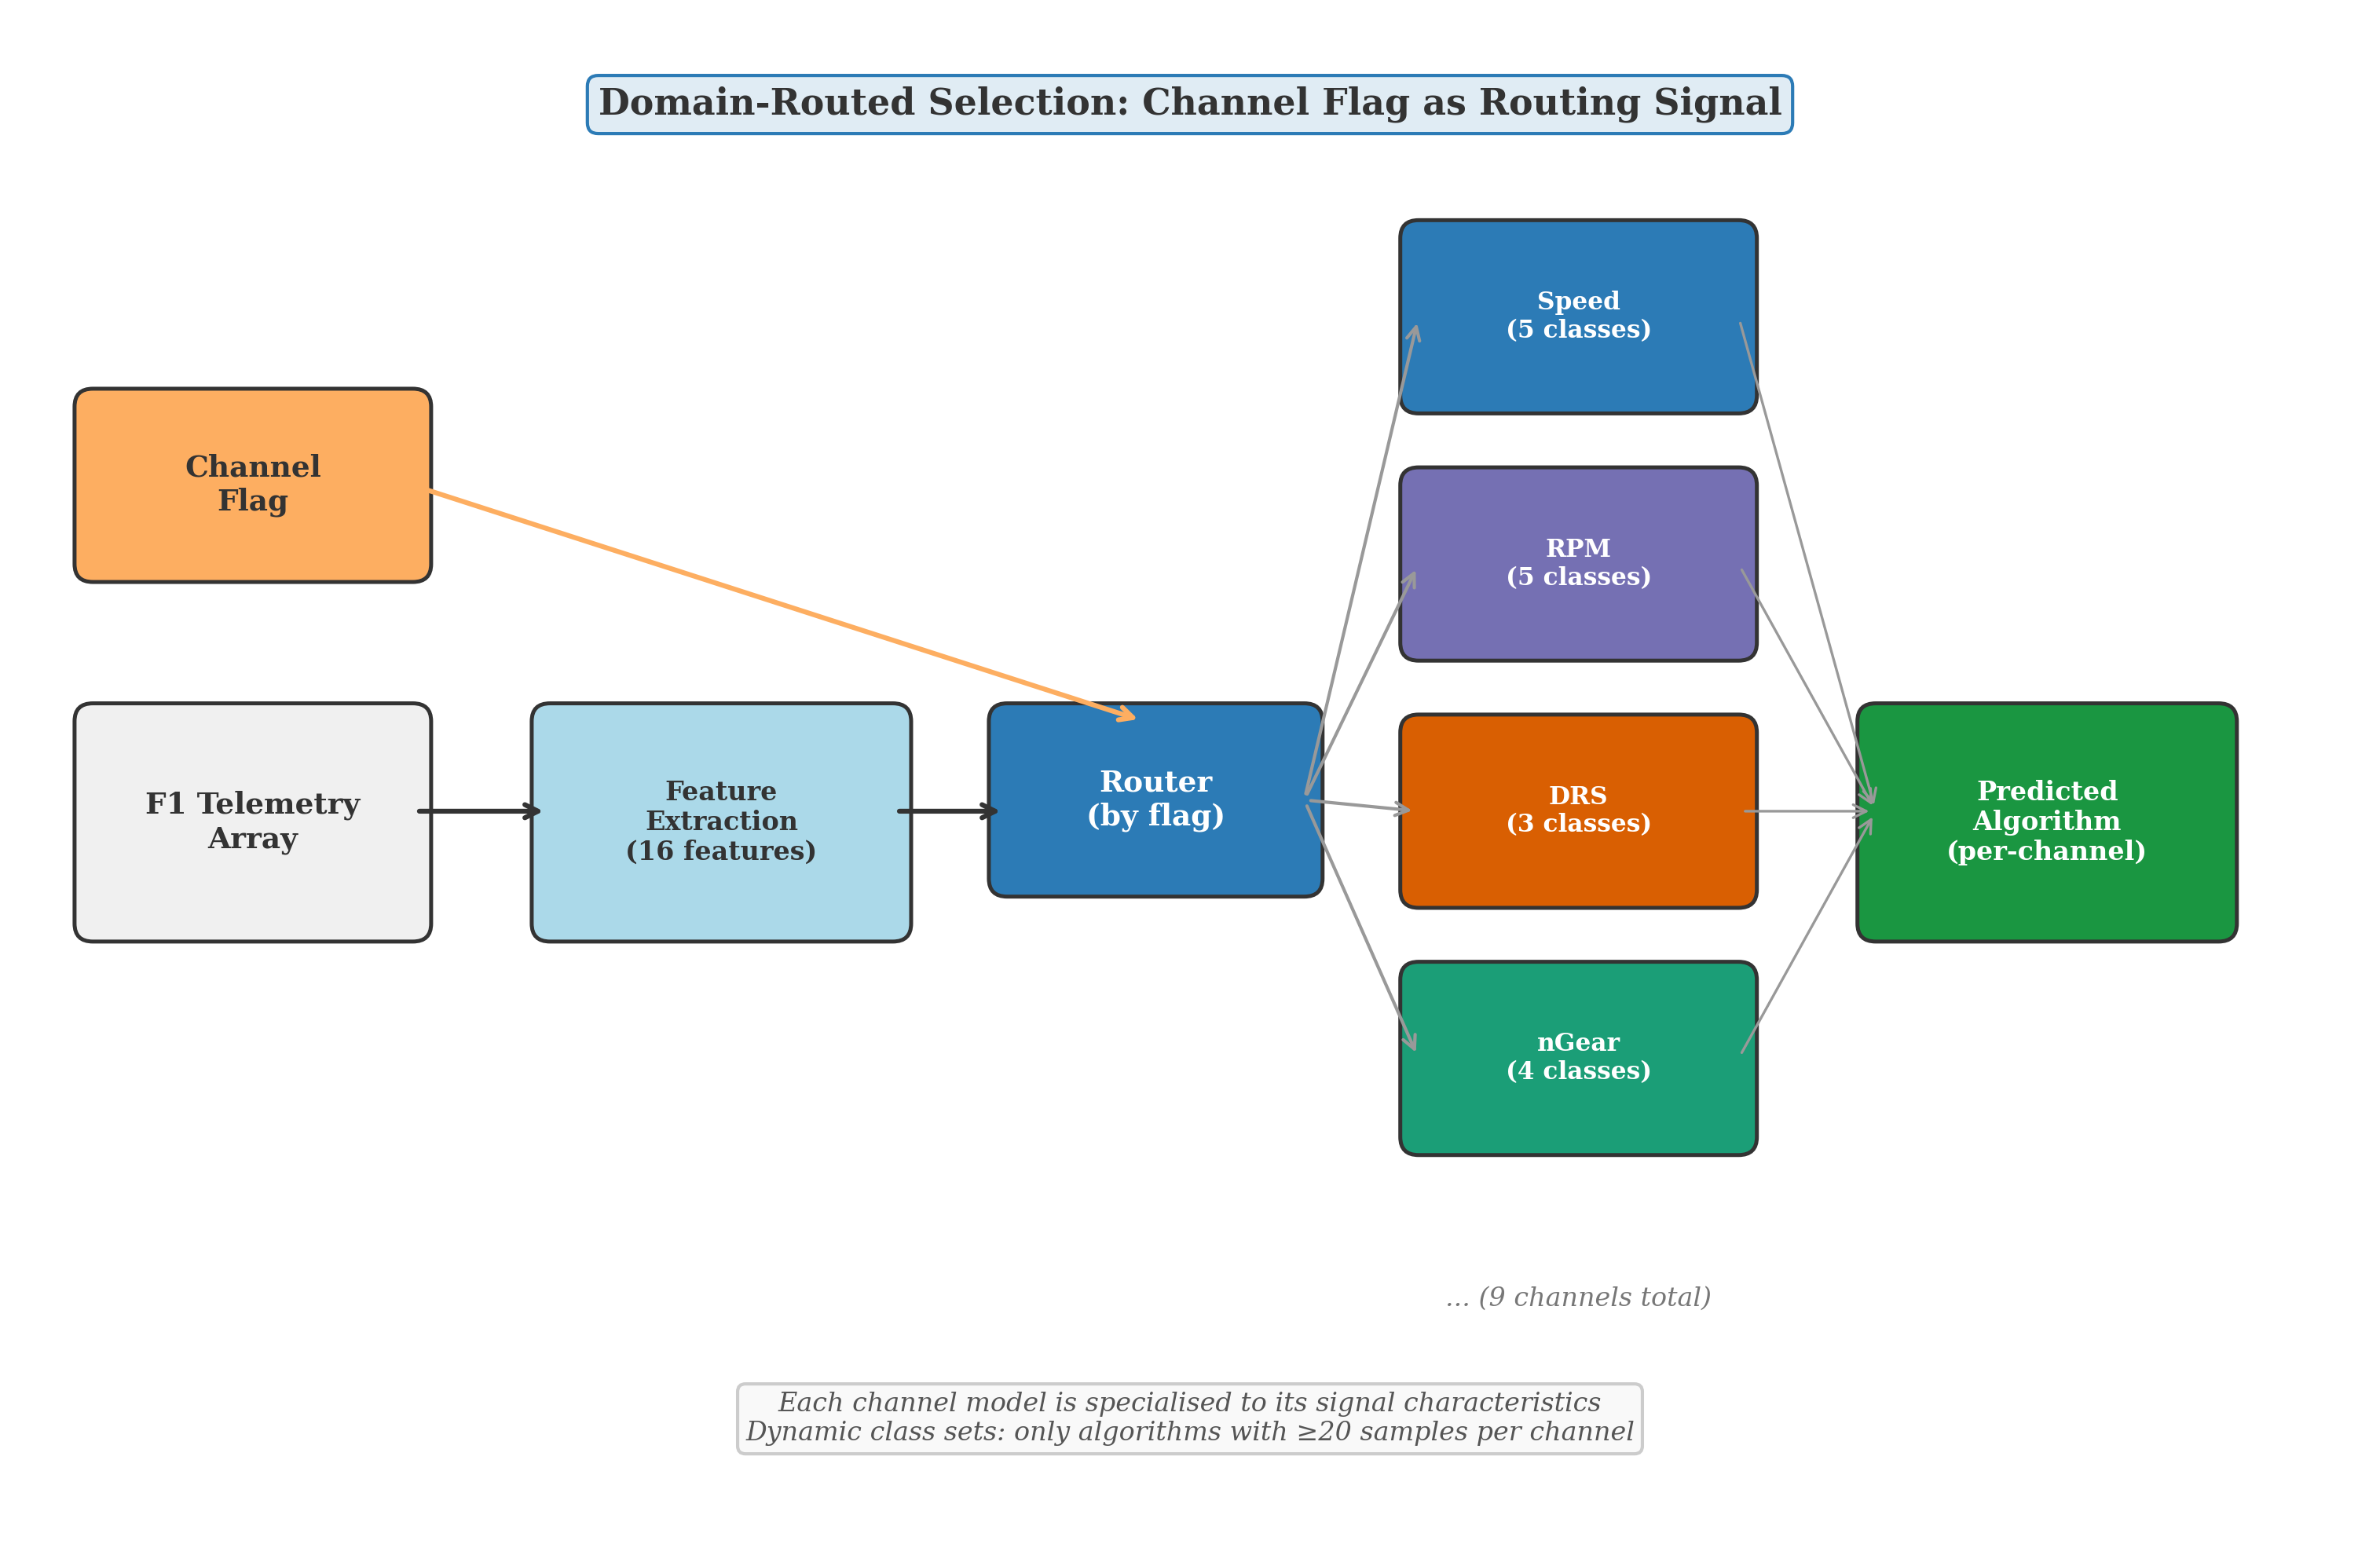 Domain-Routed Selection: Channel Flag as Routing Signal
Channel
Flag
F1 Telemetry
Array
Feature
Extraction
(16 features)
Router
(by flag)
Speed
(5 classes)
RPM
(5 classes)
DRS
(3 classes)
nGear
(4 classes)
Predicted
Algorithm
(per-channel)
... (9 channels total)
Each channel model is specialised to its signal characteristics
Dynamic class sets: only algorithms with ≥20 samples per channel